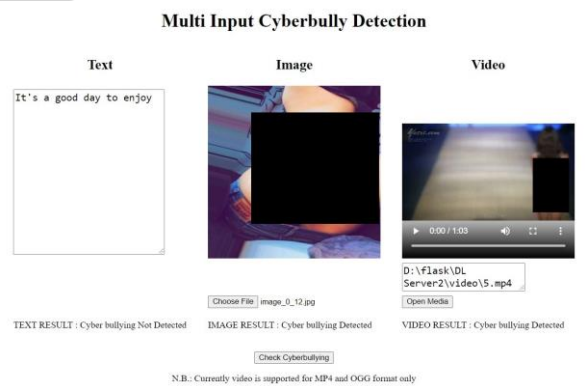 Multi Input Cyberbully Detection
Text
Image
Video
It's a good day to enjoy
0:00 / 1:03
D:\flask\DL
Server2\video\5.mp4
Choose File image_0_12.jpg
Open Media
TEXT RESULT : Cyber bullying Not Detected
IMAGE RESULT : Cyber bullying Detected
VIDEO RESULT : Cyber bullying Detected
Check Cyberbullying
N.B.: Currently video is supported for MP4 and OGG format only